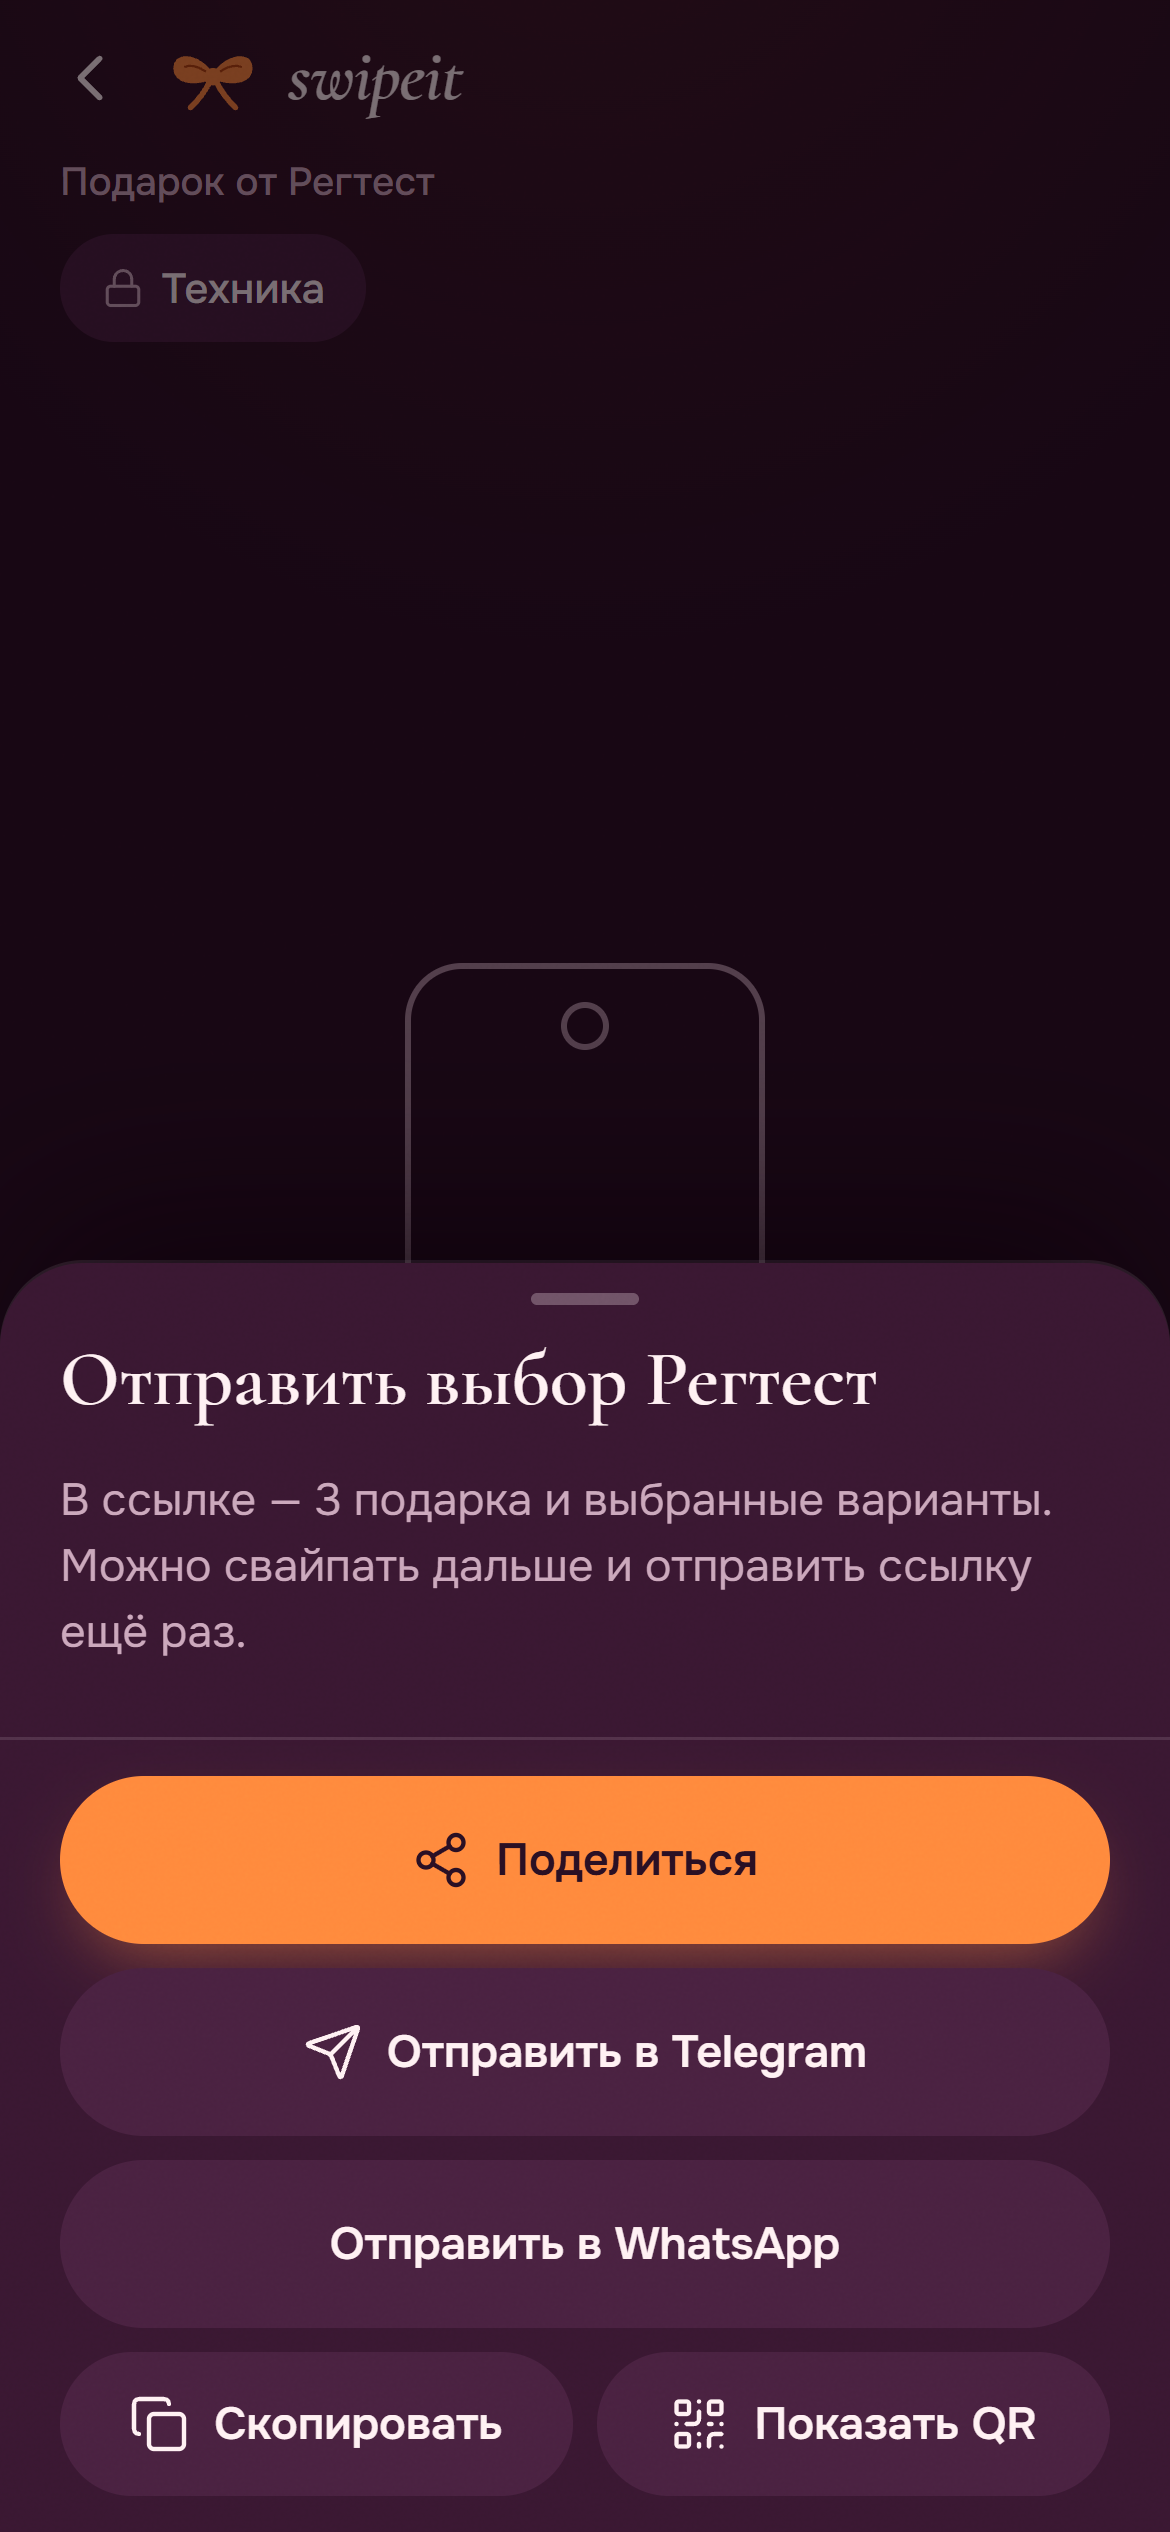 swipeit
Подарок от Регтест
Техника
Отправить выбор Регтест
В ссылке — 3 подарка и выбранные варианты.
Можно свайпать дальше и отправить ссылку
ещё раз.
Поделиться
Отправить в Telegram
Отправить в WhatsApp
Скопировать
Показать QR